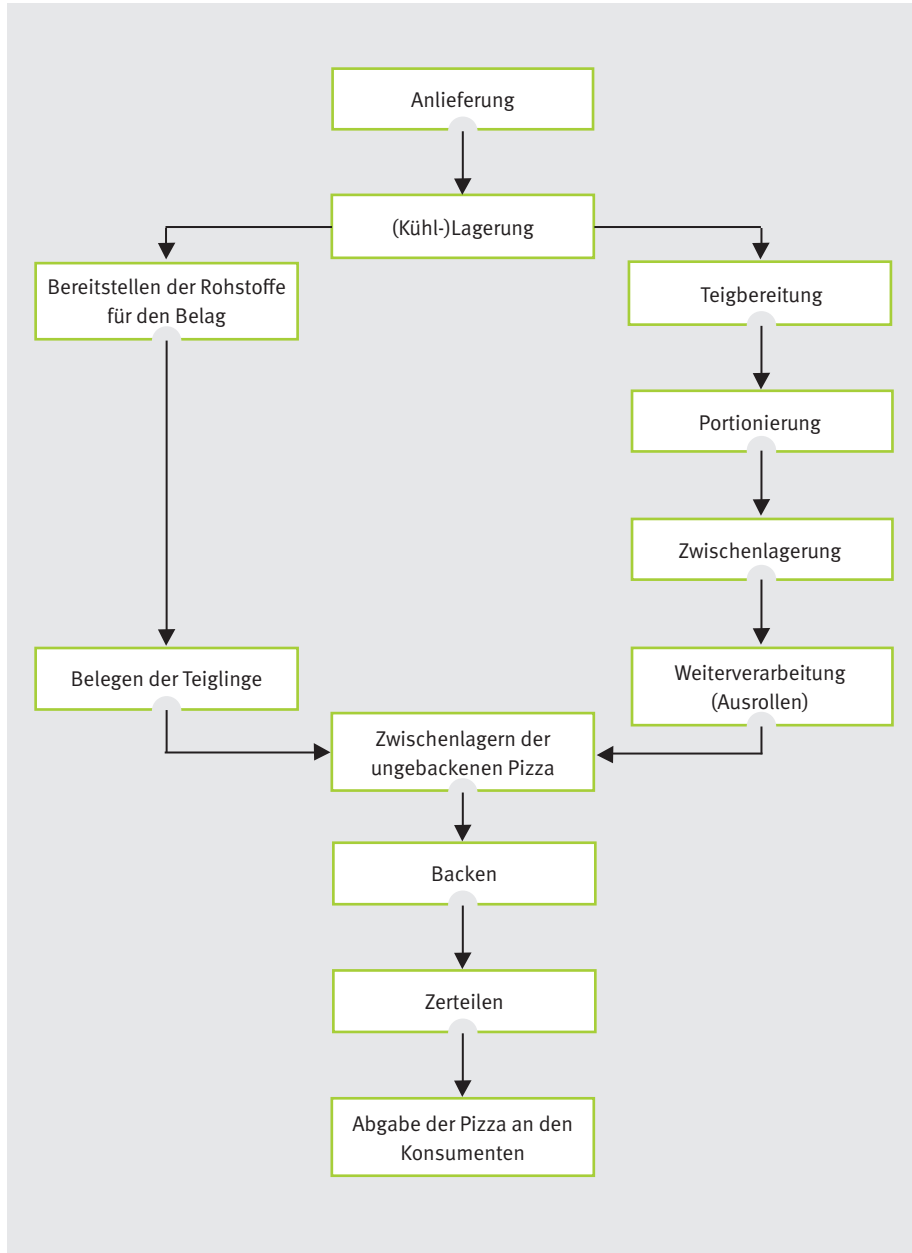 Anlieferung
(Kühl-)Lagerung
Bereitstellen der Rohstoffe
für den Belag
Teigbereitung
Portionierung
Zwischenlagerung
Belegen der Teiglinge
Weiterverarbeitung
(Ausrollen)
Zwischenlagern der
ungebackenen Pizza
Backen
Zerteilen
Abgabe der Pizza an den
Konsumenten